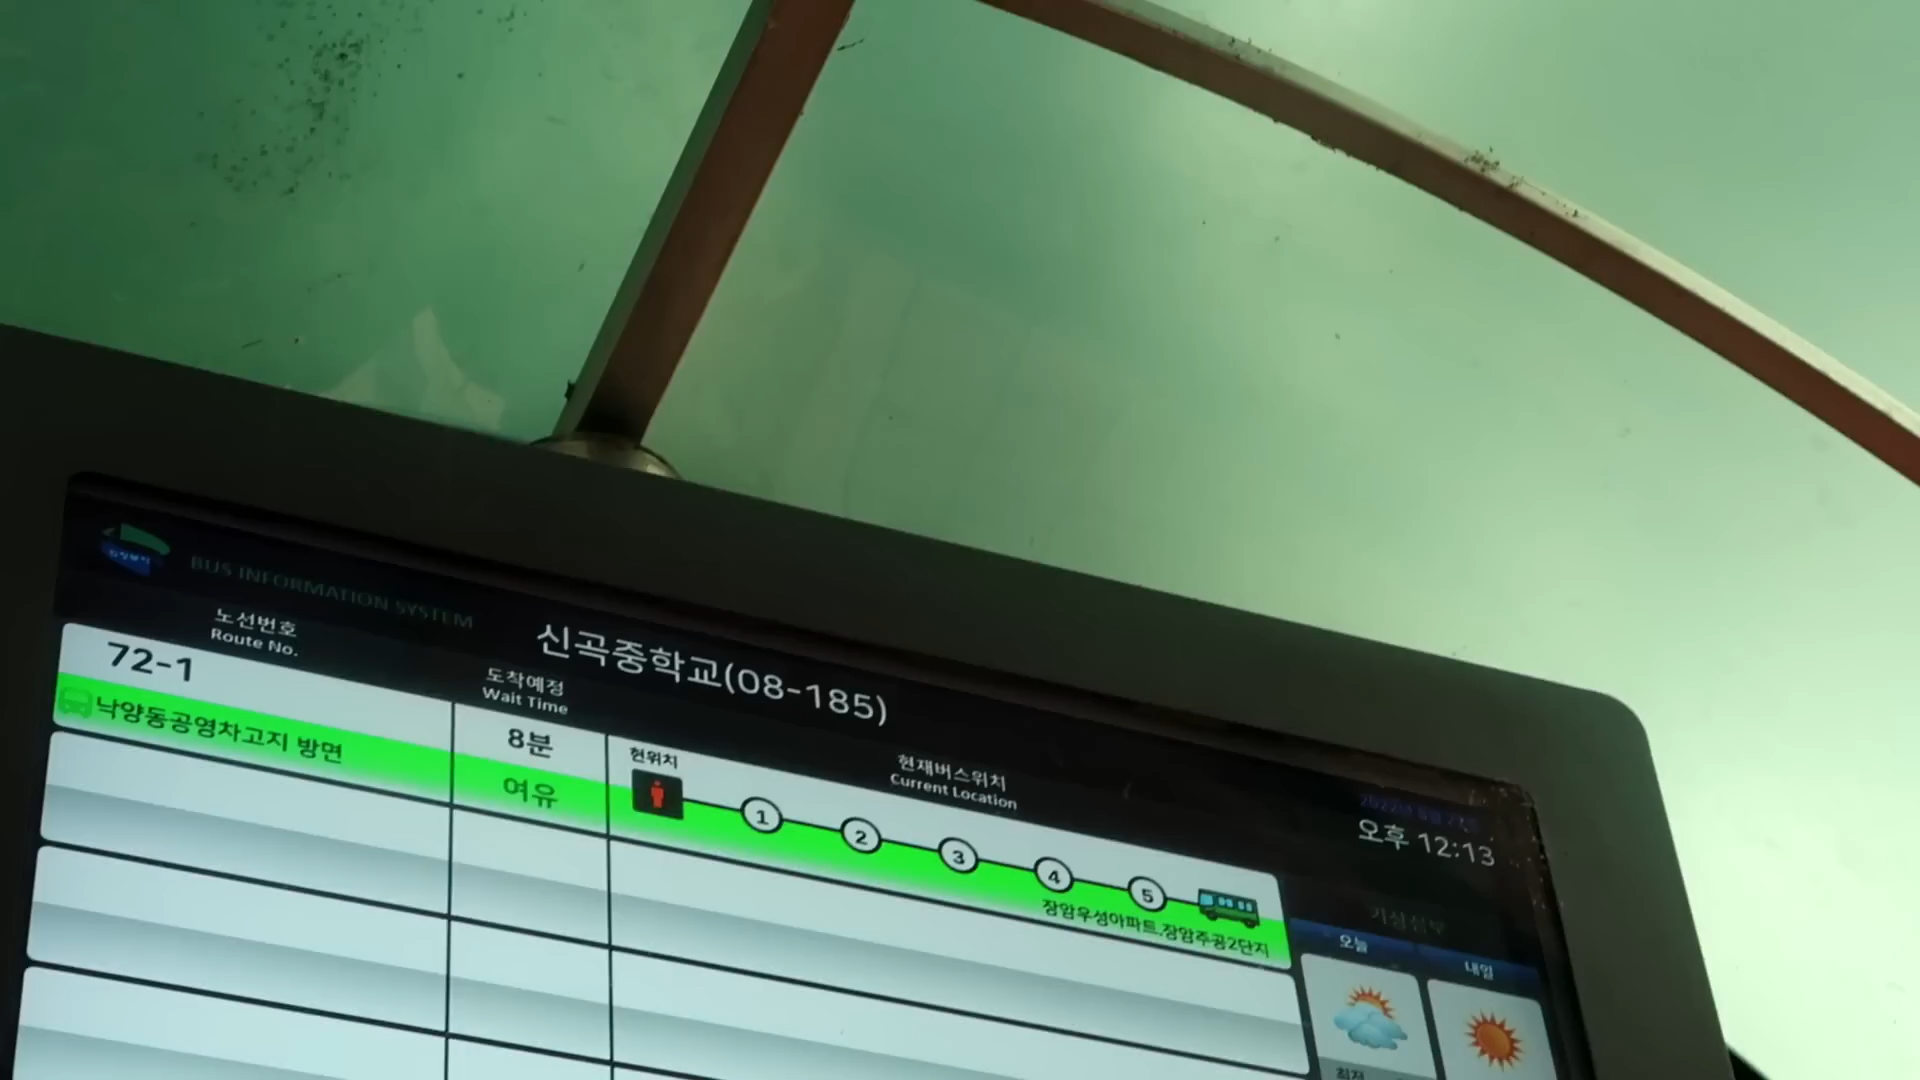 BUS INFORMATION SYSTEM
신곡중학교(08-185)
노선번호
Route No.
도착예정
Wait Time
현재버스위치
Current Location
오후 12:13
72-1
낙양동공영차고지 방면
8분
여유
현위치
1 2 3 4 5
장암우성아파트.장암주공2단지
오늘
내일